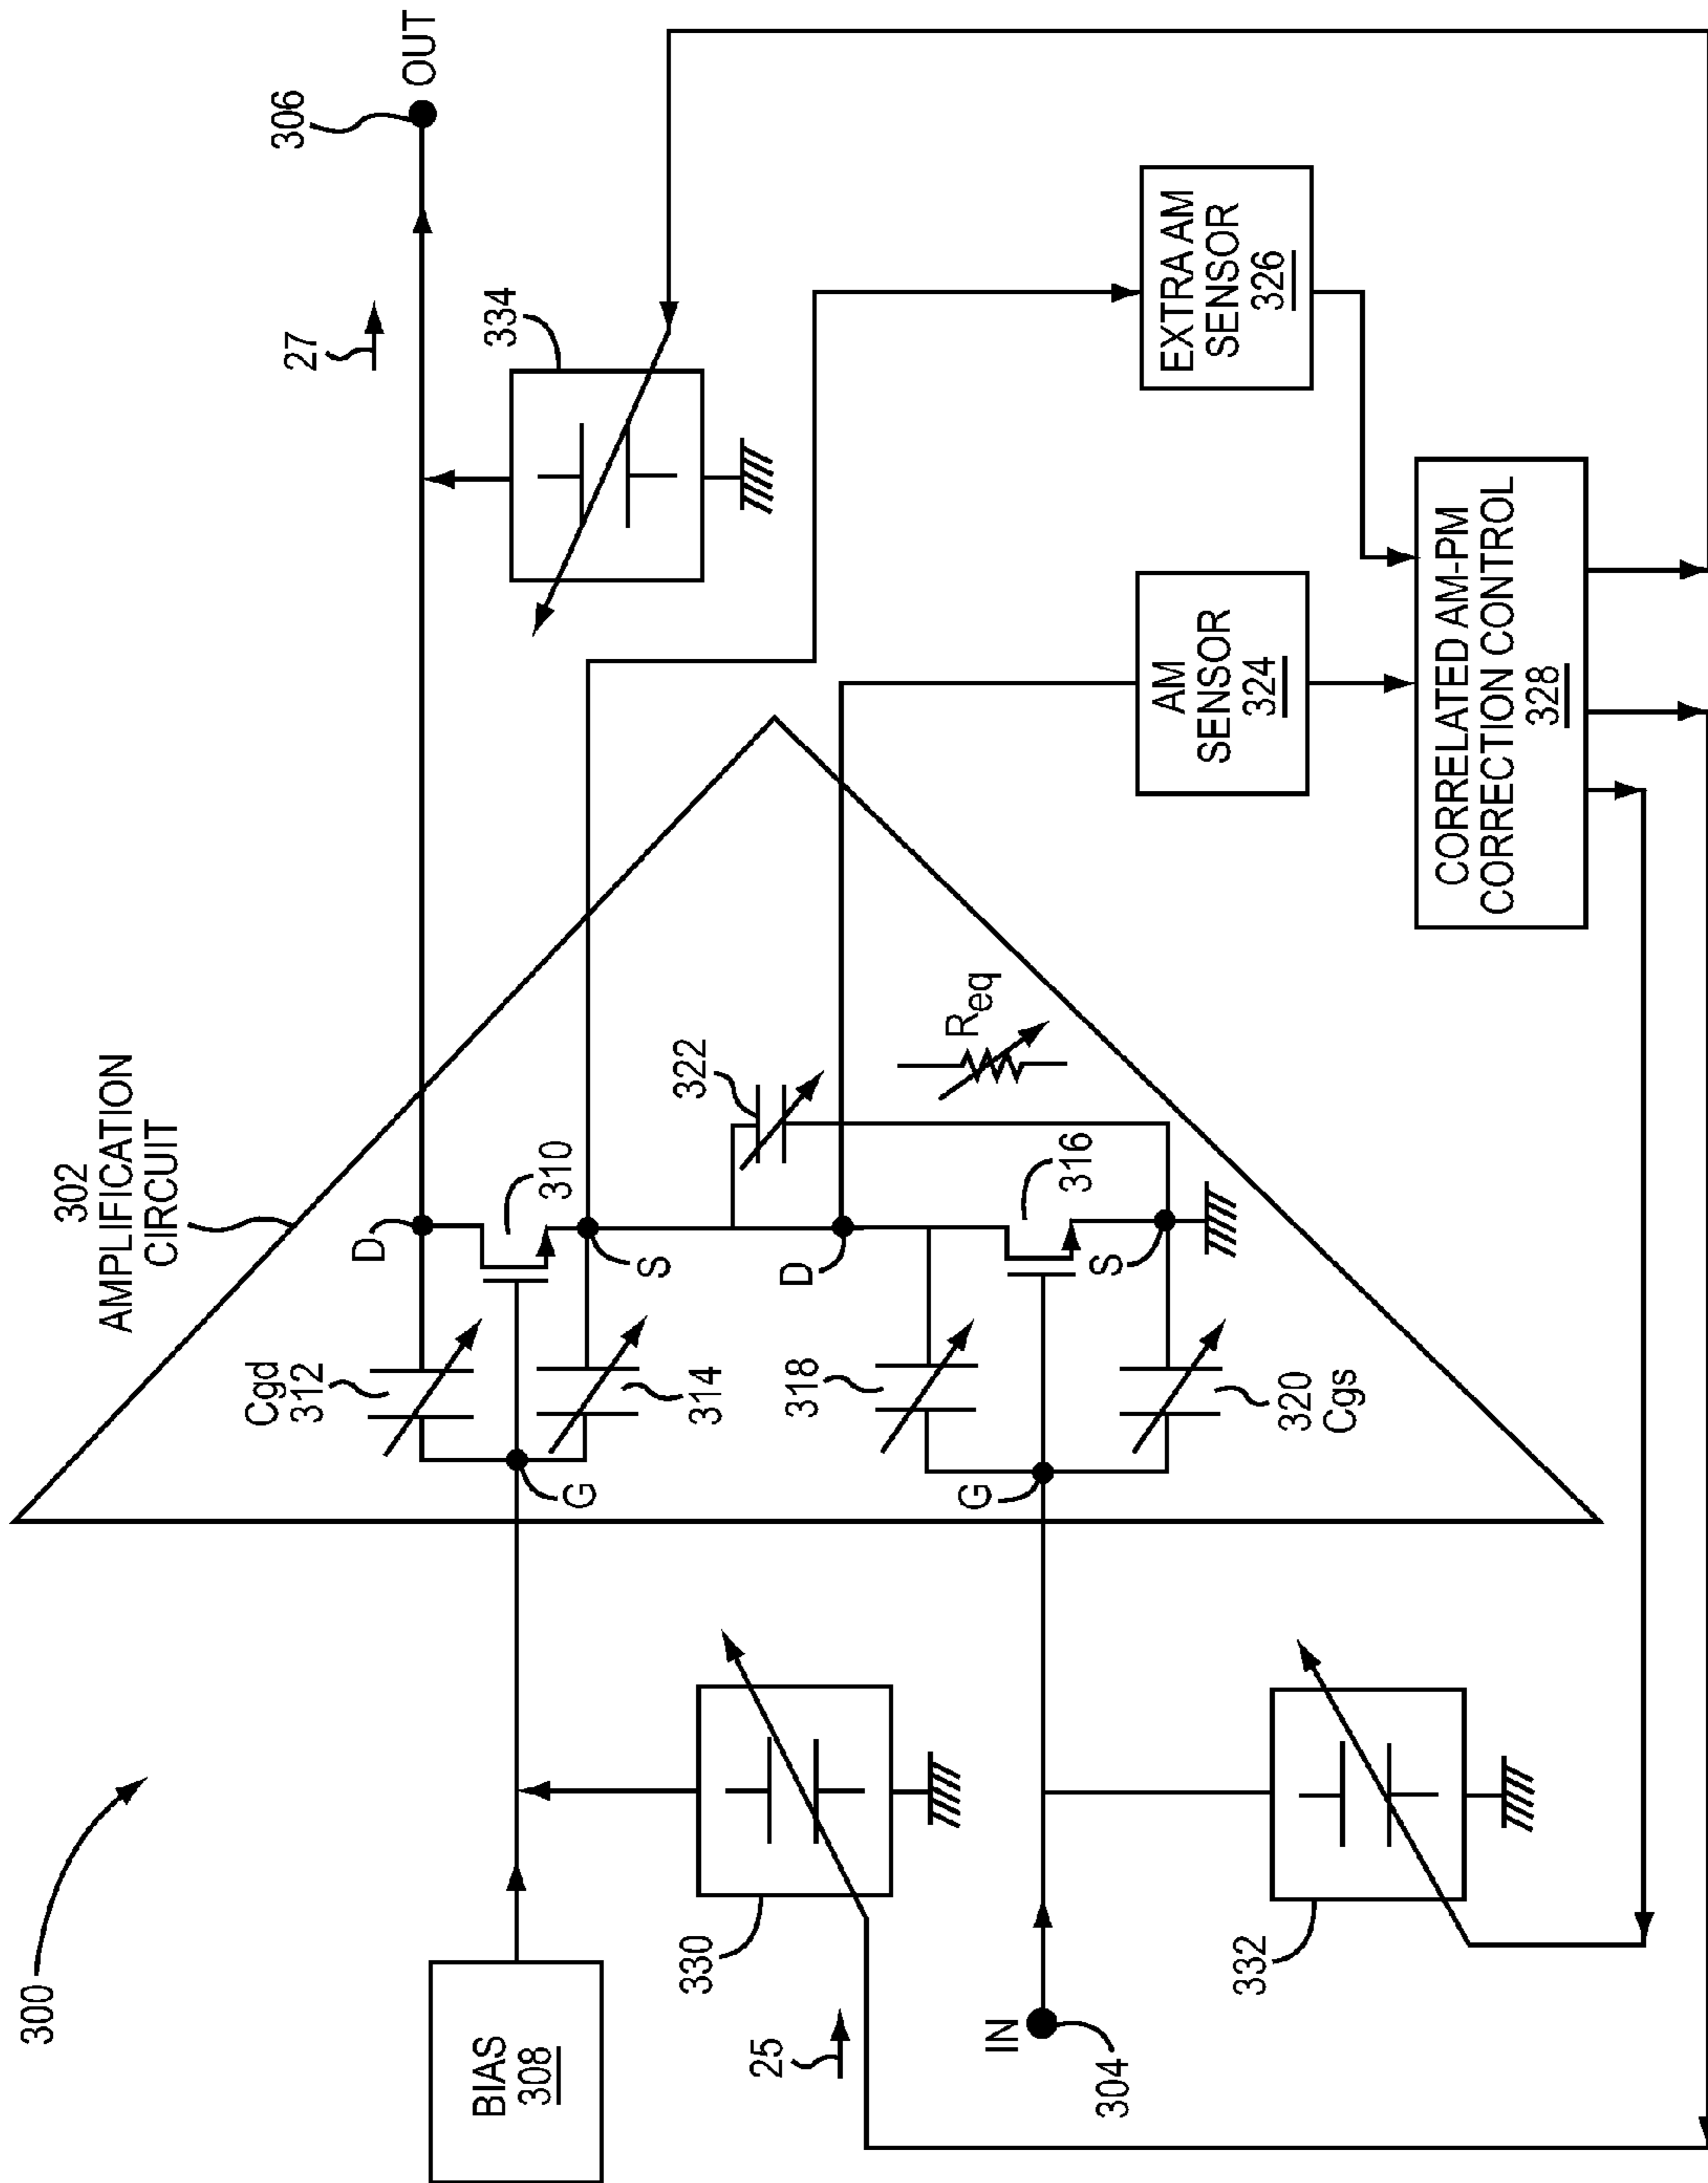 300
302
AMPLIFICATION
CIRCUIT
306
OUT
27
334
D
Cgd
312
310
314
S
G
BIAS
308
330
25
322
R_eq
D
318
316
S
G
320
Cgs
IN
304
332
AM
SENSOR
324
EXTRA AM
SENSOR
326
CORRELATED AM-PM
CORRECTION CONTROL
328